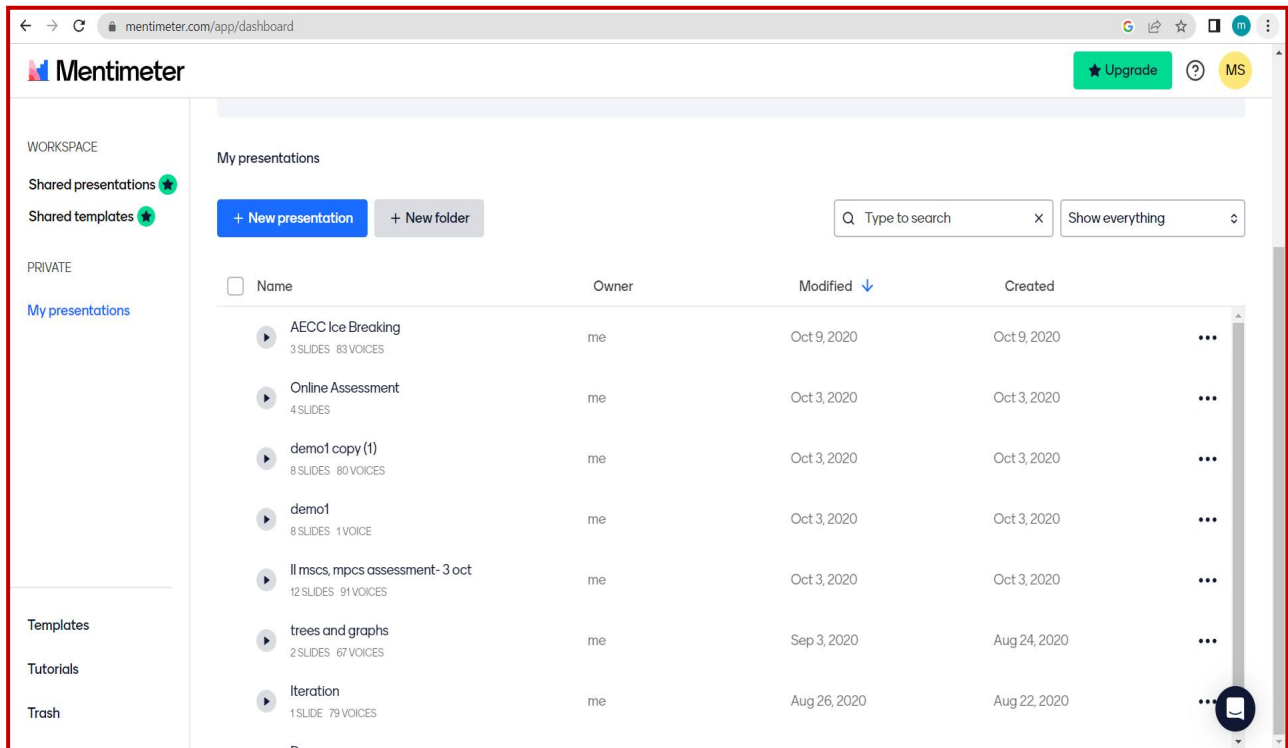 mentimeter.com/app/dashboard
G
m
Mentimeter
Upgrade
?
MS
WORKSPACE
Shared presentations
Shared templates
PRIVATE
My presentations
Templates
Tutorials
Trash
My presentations
+ New presentation
+ New folder
Type to search X
Show everything
Name Owner Modified Created
AECC Ice Breaking me Oct 9, 2020 Oct 9, 2020
3 SLIDES 83 VOICES
Online Assessment me Oct 3, 2020 Oct 3, 2020
4 SLIDES
demo1 copy (1) me Oct 3, 2020 Oct 3, 2020
8 SLIDES 80 VOICES
demo1 me Oct 3, 2020 Oct 3, 2020
8 SLIDES 1 VOICE
II mscs, mpcs assessment- 3 oct me Oct 3, 2020 Oct 3, 2020
12 SLIDES 91 VOICES
trees and graphs me Sep 3, 2020 Aug 24, 2020
2 SLIDES 67 VOICES
Iteration me Aug 26, 2020 Aug 22, 2020
1 SLIDE 79 VOICES